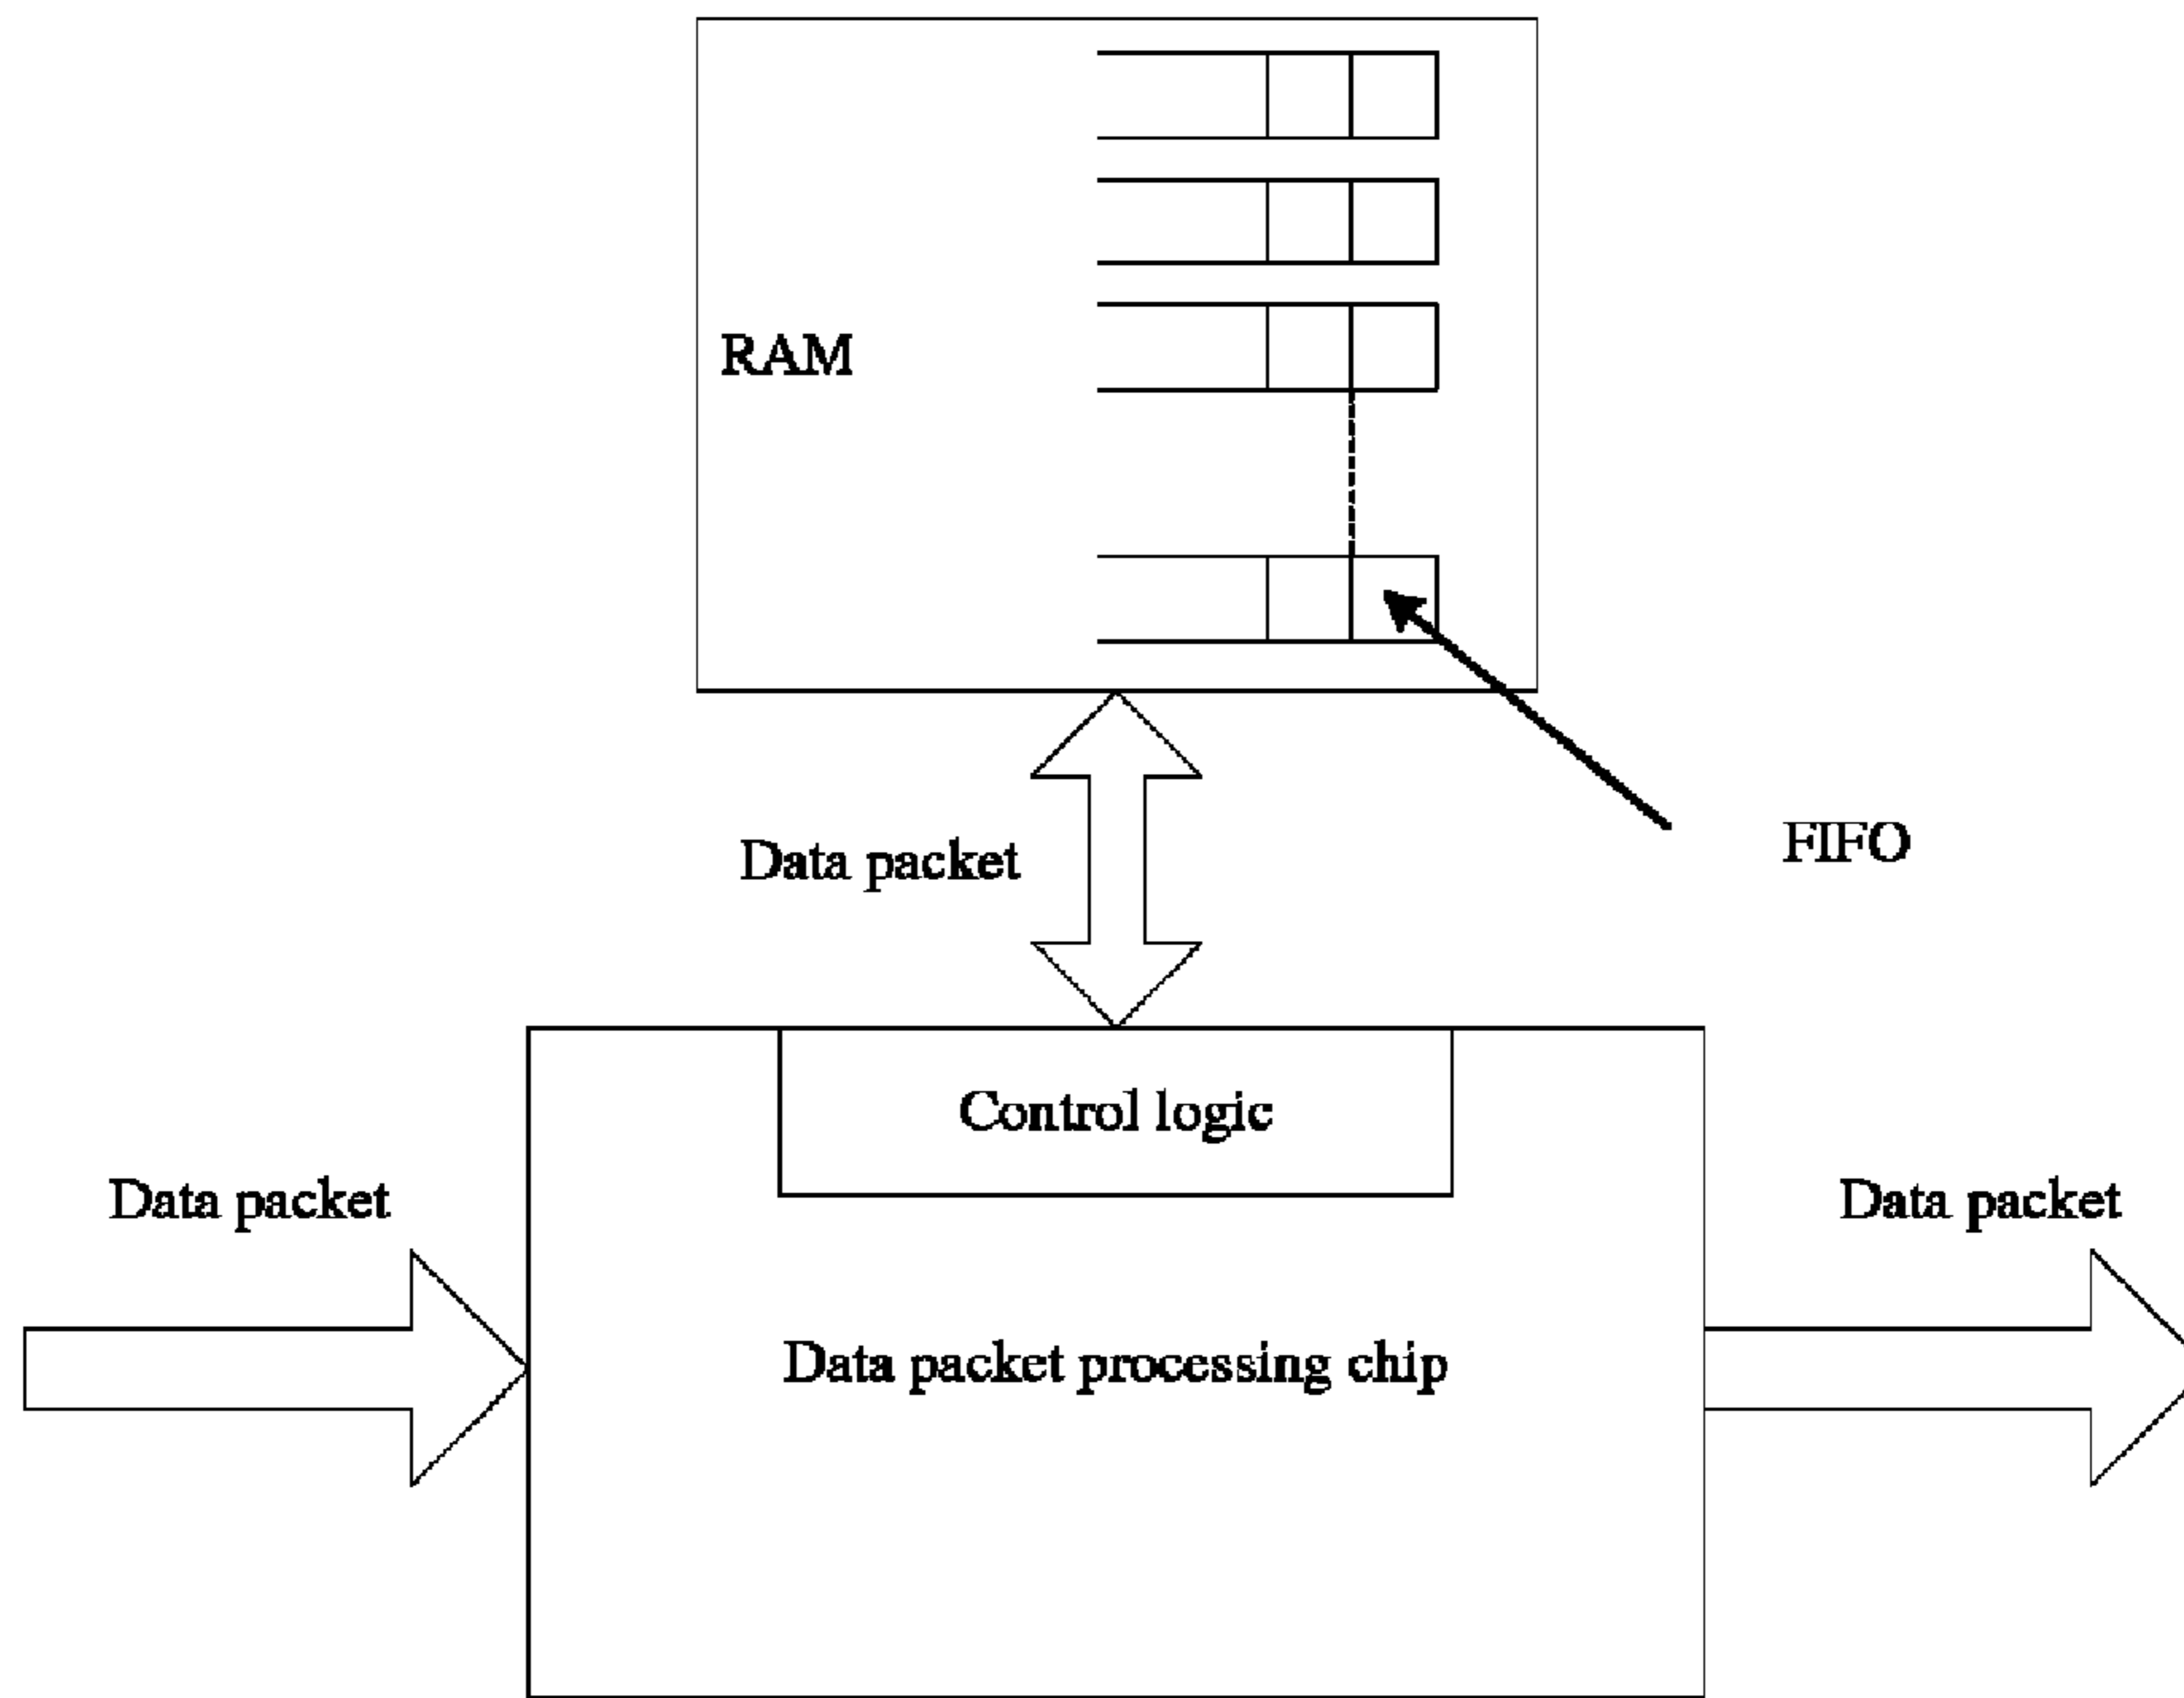 RAM
Data packet
FIFO
Control logic
Data packet
Data packet
Data packet processing chip